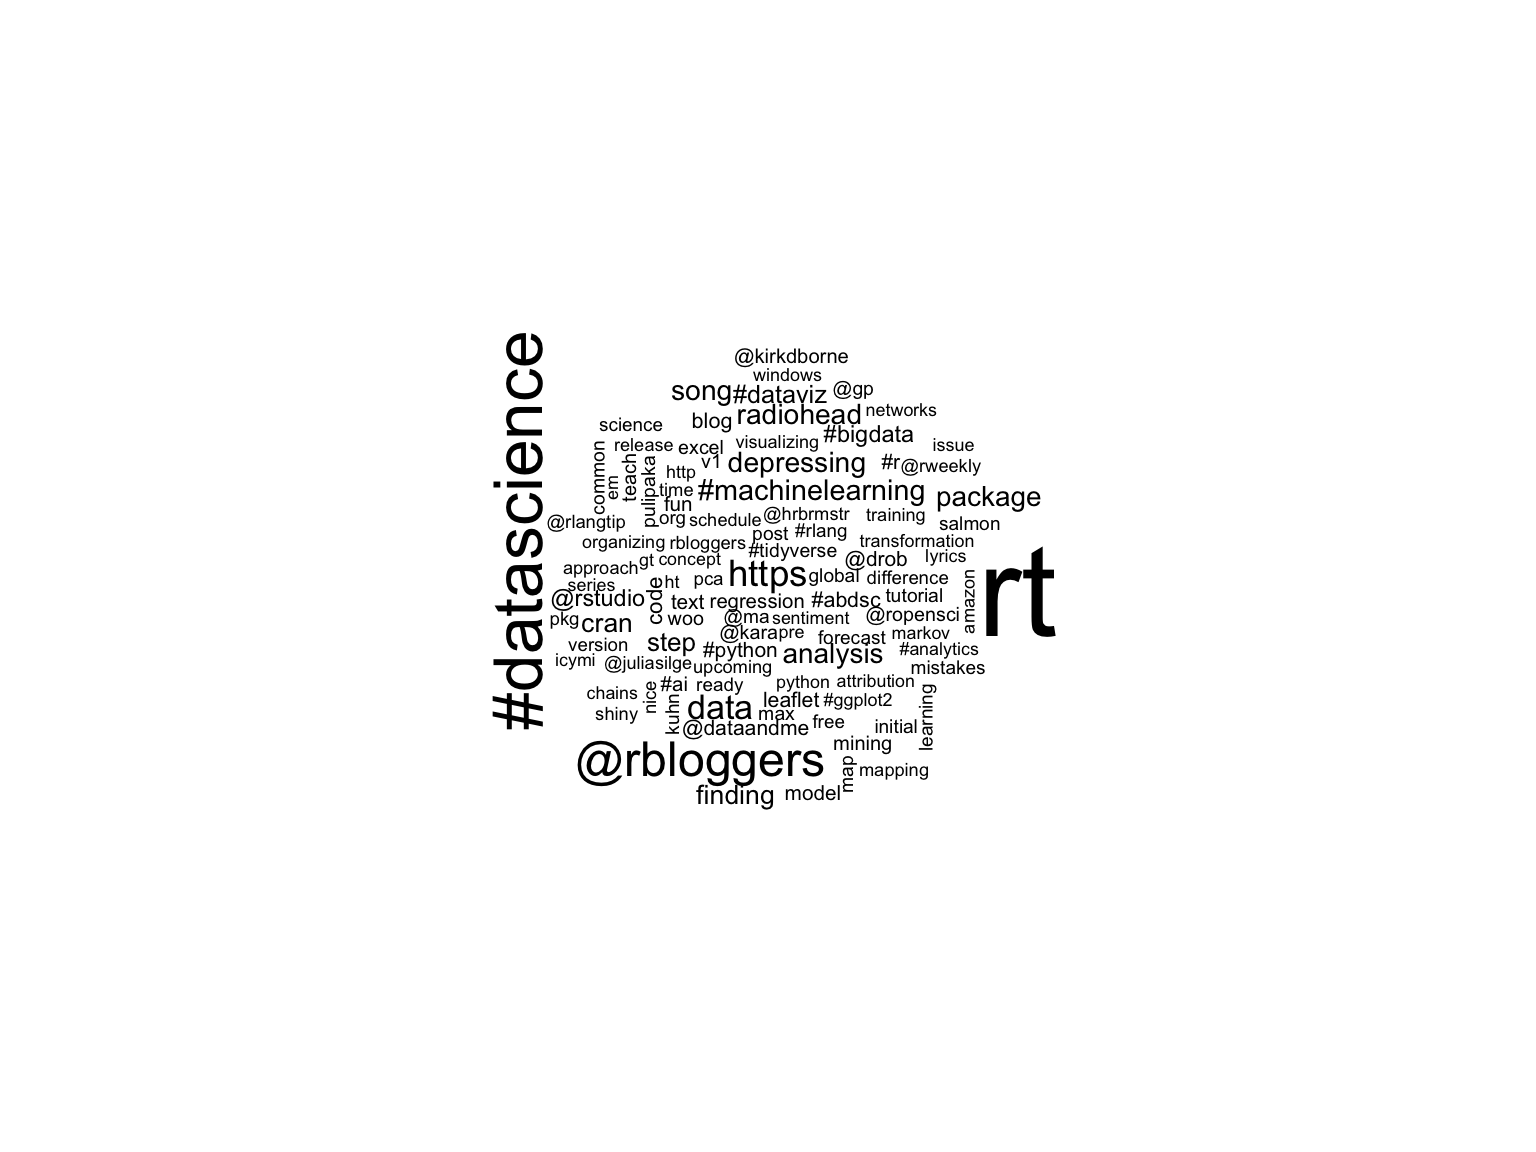 #datascience
@kirkdborne
windows
song #dataviz @gp
blog radiohead networks
science #bigdata
release excel visualizing issue
common em teach pulipaka http v1 depressing #r @rweekly
time #machinelearning package
fun
@rlangtip org schedule @hrbrmstr training salmon
post #rlang
organizing rbloggers #tidyverse transformation
gt concept @drob lyrics
approach ht pca https global difference
series code amazon rt
@rstudio text regression #abdsc tutorial
pkg cran woo @ma sentiment @ropensci
@karapre forecast markov
version step #python analysis #analytics
icymi @juliasilge upcoming mistakes
chains nice #ai ready python attribution
shiny kuhn data leaflet #ggplot2 learning
max
@dataandme free initial
@rbloggers mining
map mapping
finding model